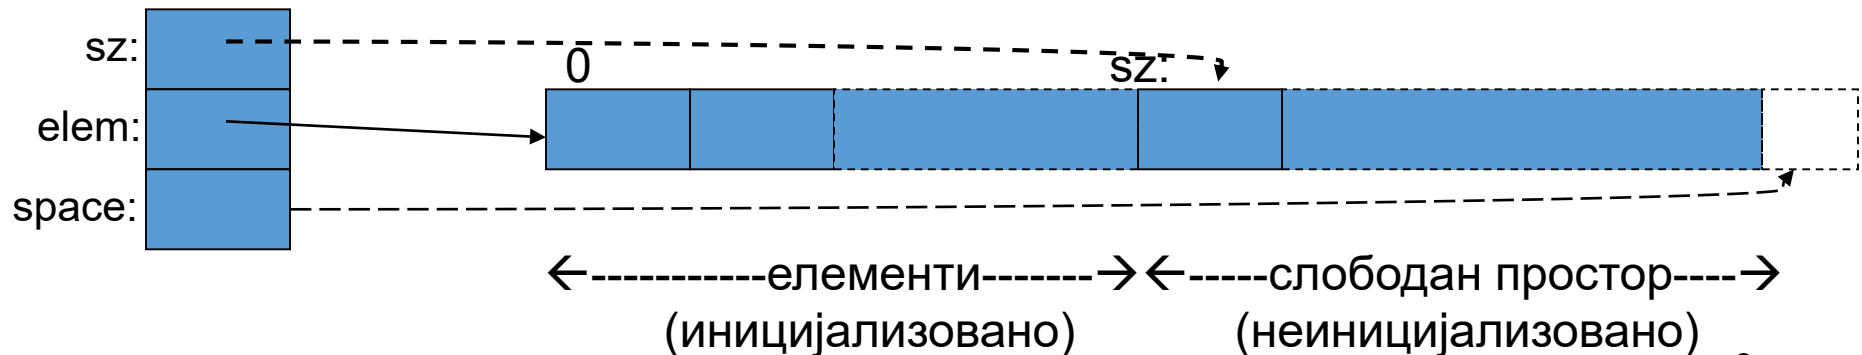 sz:
0
sz:
elem:
space:
←-----------елементи-------→←-----слободан простор----→
(иницијализовано)
(неиницијализовано)